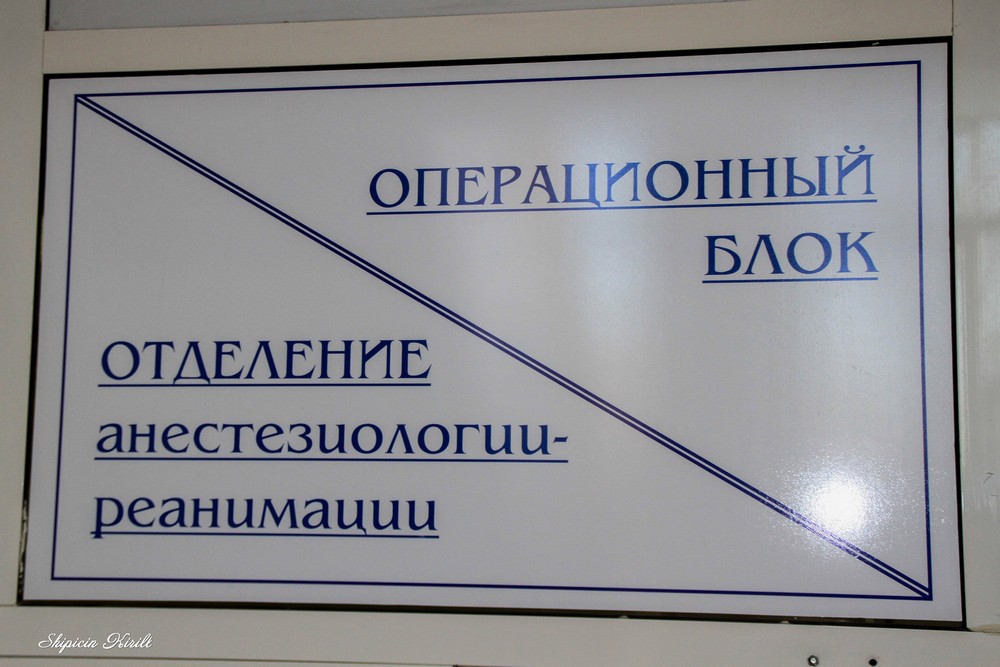 ОПЕРАЦИОННЫЙ
БЛОК
ОТДЕЛЕНИЕ
анестезиологии-
реанимации
Shipicin Kirill